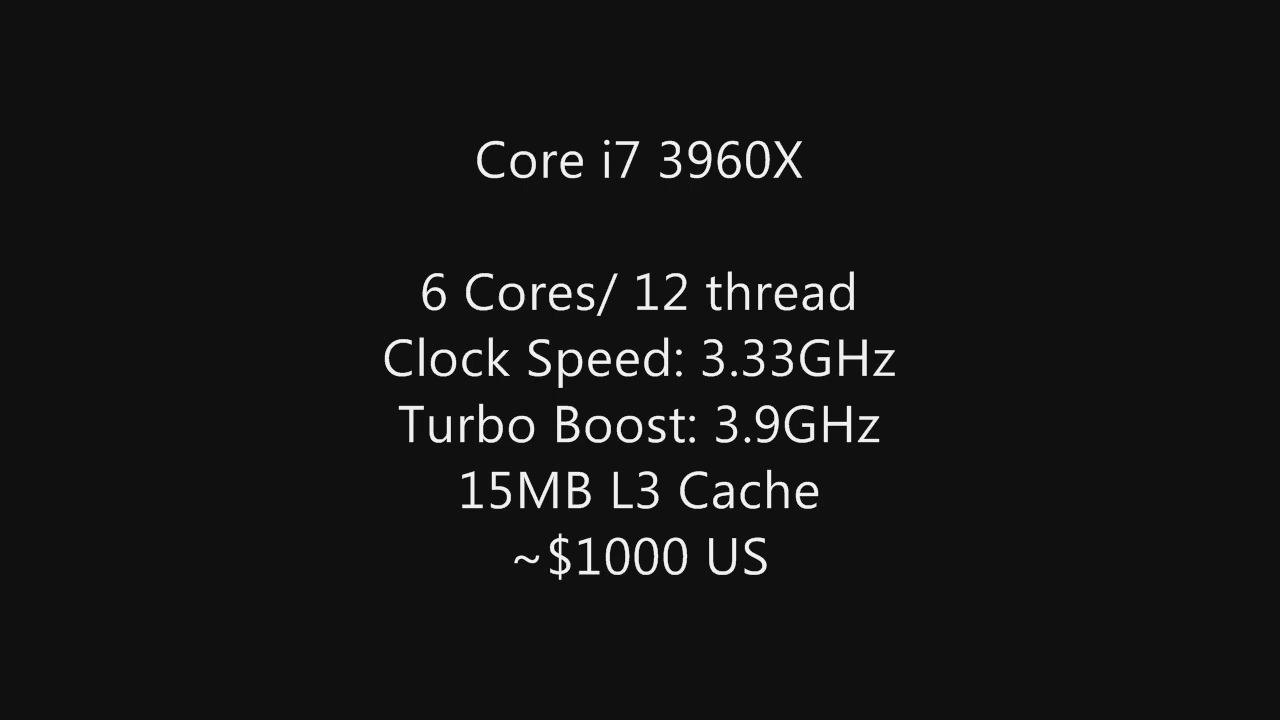 Core i7 3960X
6 Cores/ 12 thread
Clock Speed: 3.33GHz
Turbo Boost: 3.9GHz
15MB L3 Cache
~$1000 US